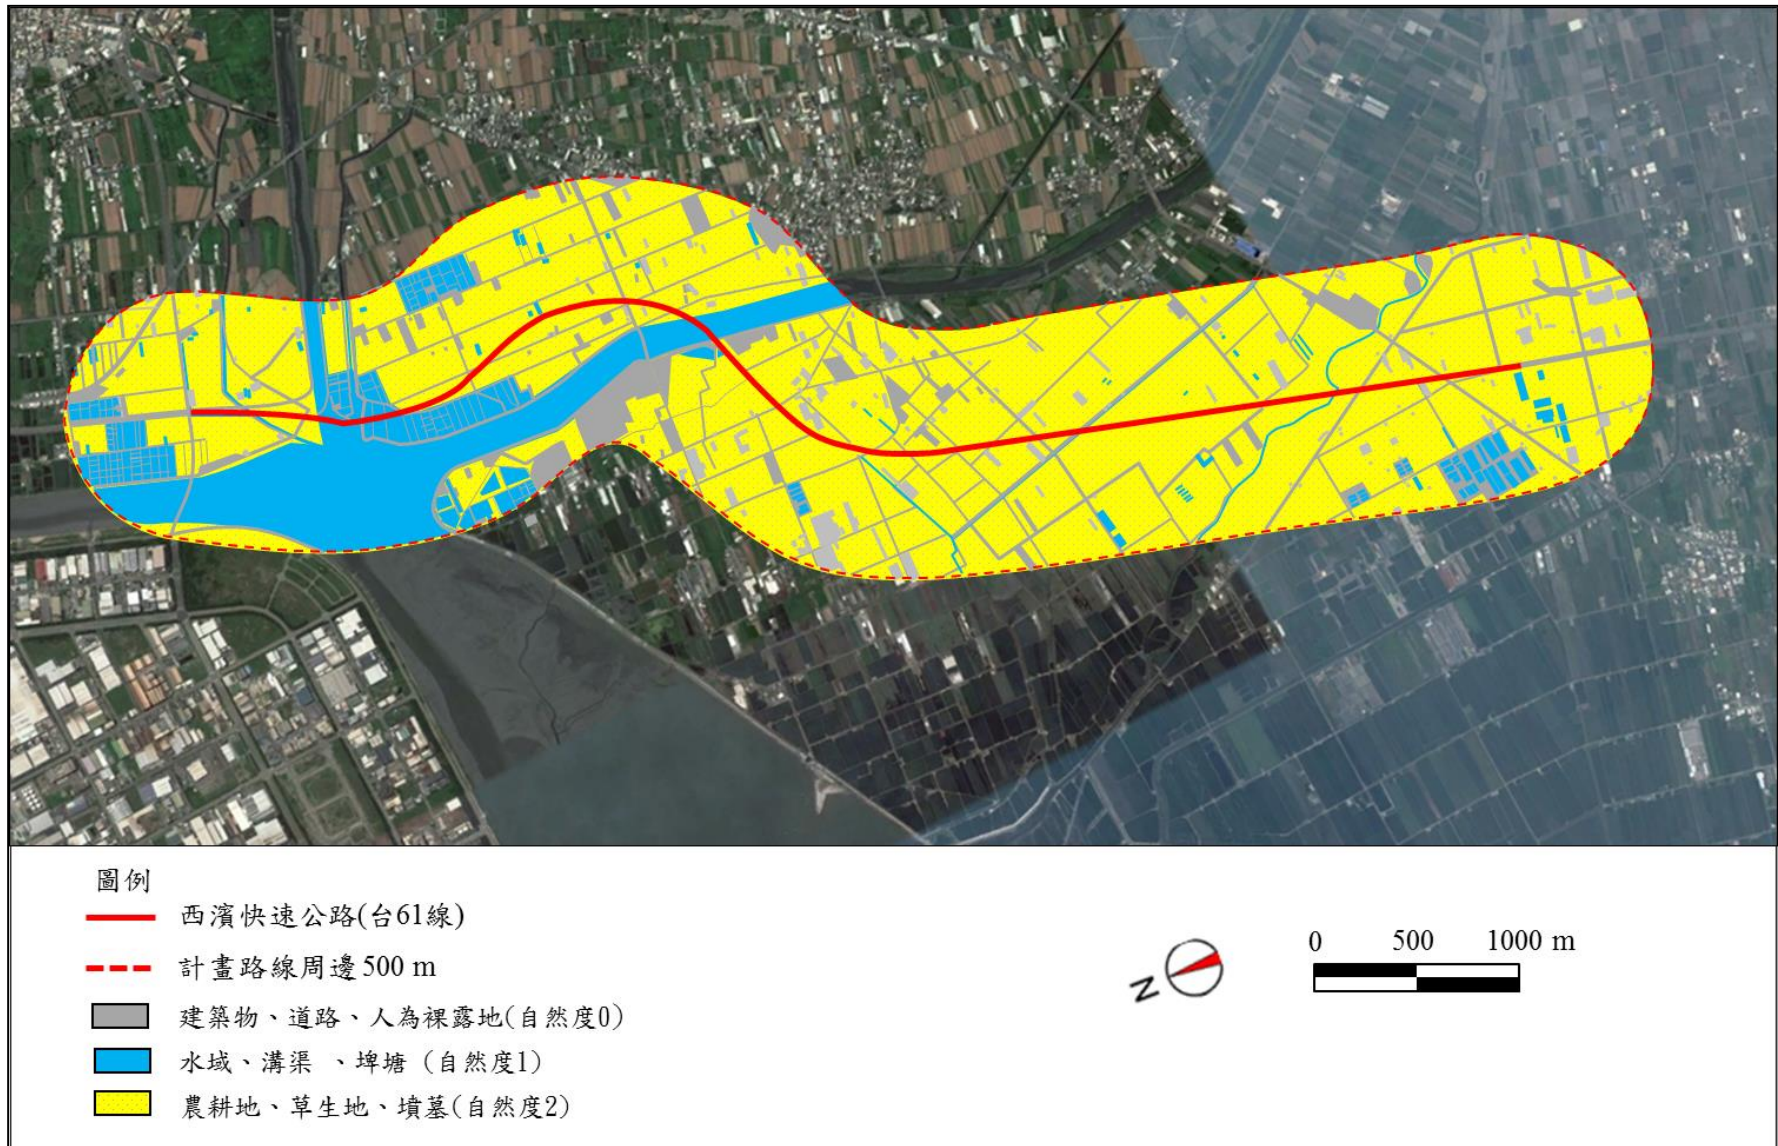 圖例
西濱快速公路(台61線)
計畫路線周邊500 m
建築物、道路、人為裸露地(自然度0)
水域、溝渠 、埤塘 (自然度1)
農耕地、草生地、墳墓(自然度2)
N
0 500 1000 m